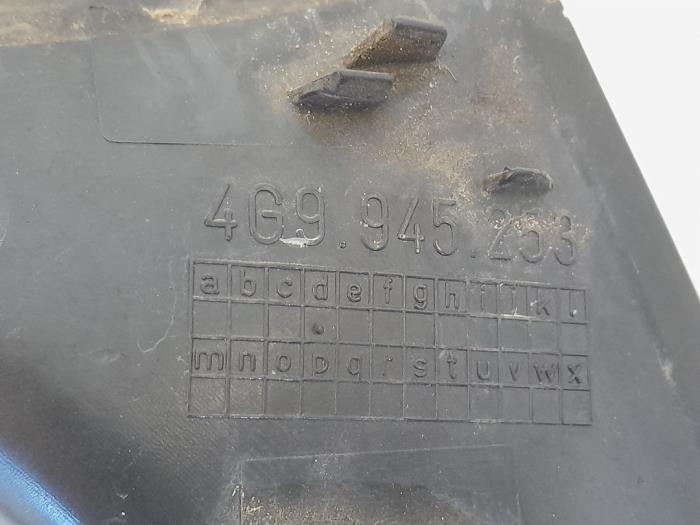 4G9.945.253
a b c d e f g h i j k l
m n o p q r s t u v w x